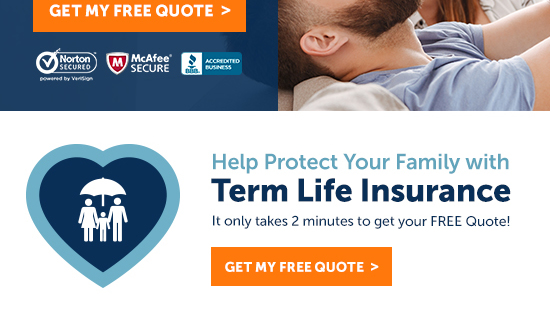 GET MY FREE QUOTE >
Norton
SECURED
powered by VeriSign
McAfee
SECURE
BBB
ACCREDITED
BUSINESS
Help Protect Your Family with
Term Life Insurance
It only takes 2 minutes to get your FREE Quote!
GET MY FREE QUOTE >